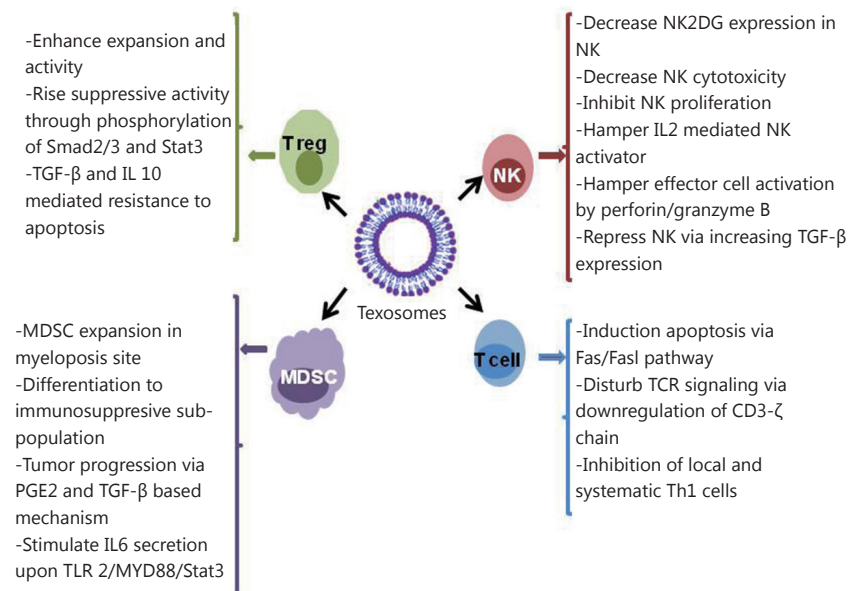 -Enhance expansion and
activity
-Rise suppressive activity
through phosphorylation
of Smad2/3 and Stat3
-TGF-β and IL 10
mediated resistance to
apoptosis
Treg
-Decrease NK2DG expression in
NK
-Decrease NK cytotoxicity
-Inhibit NK proliferation
-Hamper IL2 mediated NK
activator
-Hamper effector cell activation
by perforin/granzyme B
-Repress NK via increasing TGF-β
expression
NK
Texosomes
-MDSC expansion in
myeloposis site
-Differentiation to
immunosuppresive sub-
population
-Tumor progression via
PGE2 and TGF-β based
mechanism
-Stimulate IL6 secretion
upon TLR 2/MYD88/Stat3
MDSC
T cell
-Induction apoptosis via
Fas/Fasl pathway
-Disturb TCR signaling via
downregulation of CD3-ζ
chain
-Inhibition of local and
systematic Th1 cells